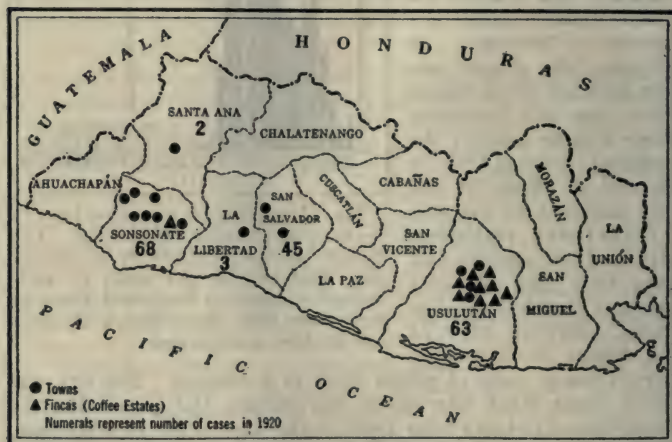 HONDURAS
GUATEMALA
SANTA ANA
2
CHALATENANGO
AHUACHAPÁN
SONSONATE
68
LA
LIBERTAD
3
SAN
SALVADOR
45
CUSCATLÁN
CABAÑAS
SAN
VICENTE
LA PAZ
USULUTÁN
63
MORAZÁN
SAN
MIGUEL
LA
UNIÓN
PACIFIC OCEAN
Towns
Fincas (Coffee Estates)
Numerals represent number of cases in 1920